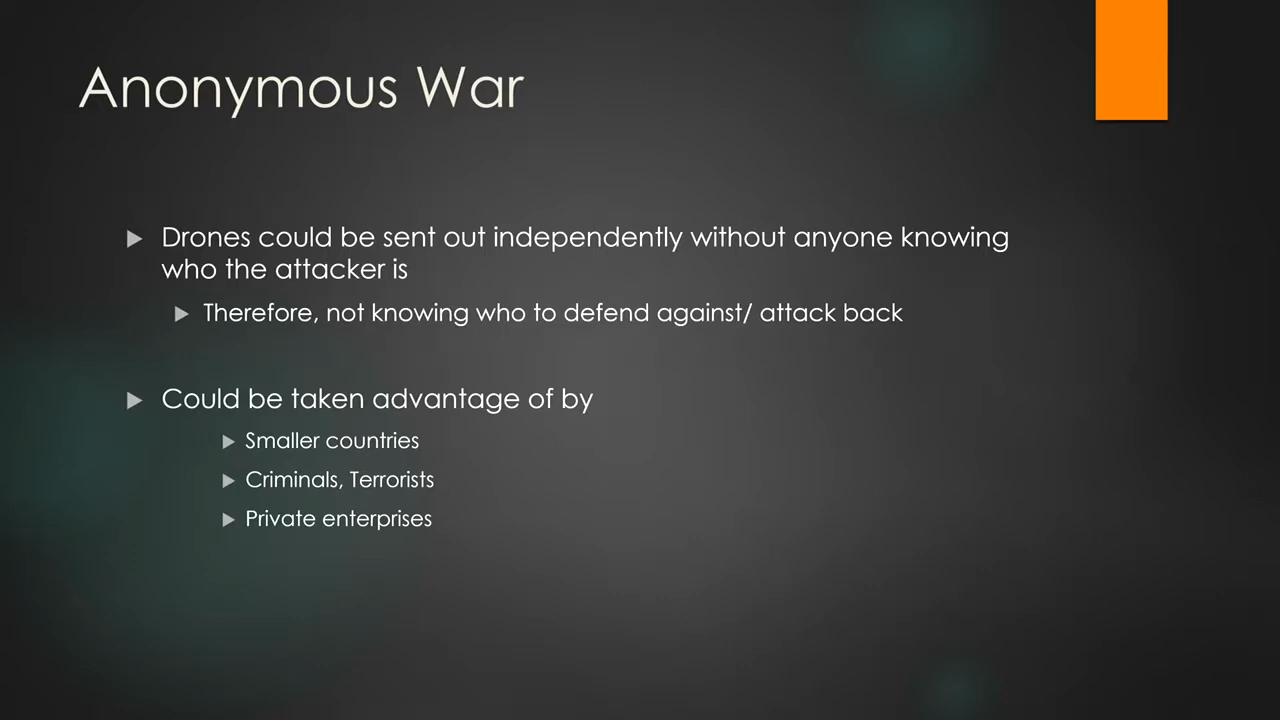 Anonymous War
Drones could be sent out independently without anyone knowing
who the attacker is
Therefore, not knowing who to defend against/ attack back
Could be taken advantage of by
Smaller countries
Criminals, Terrorists
Private enterprises